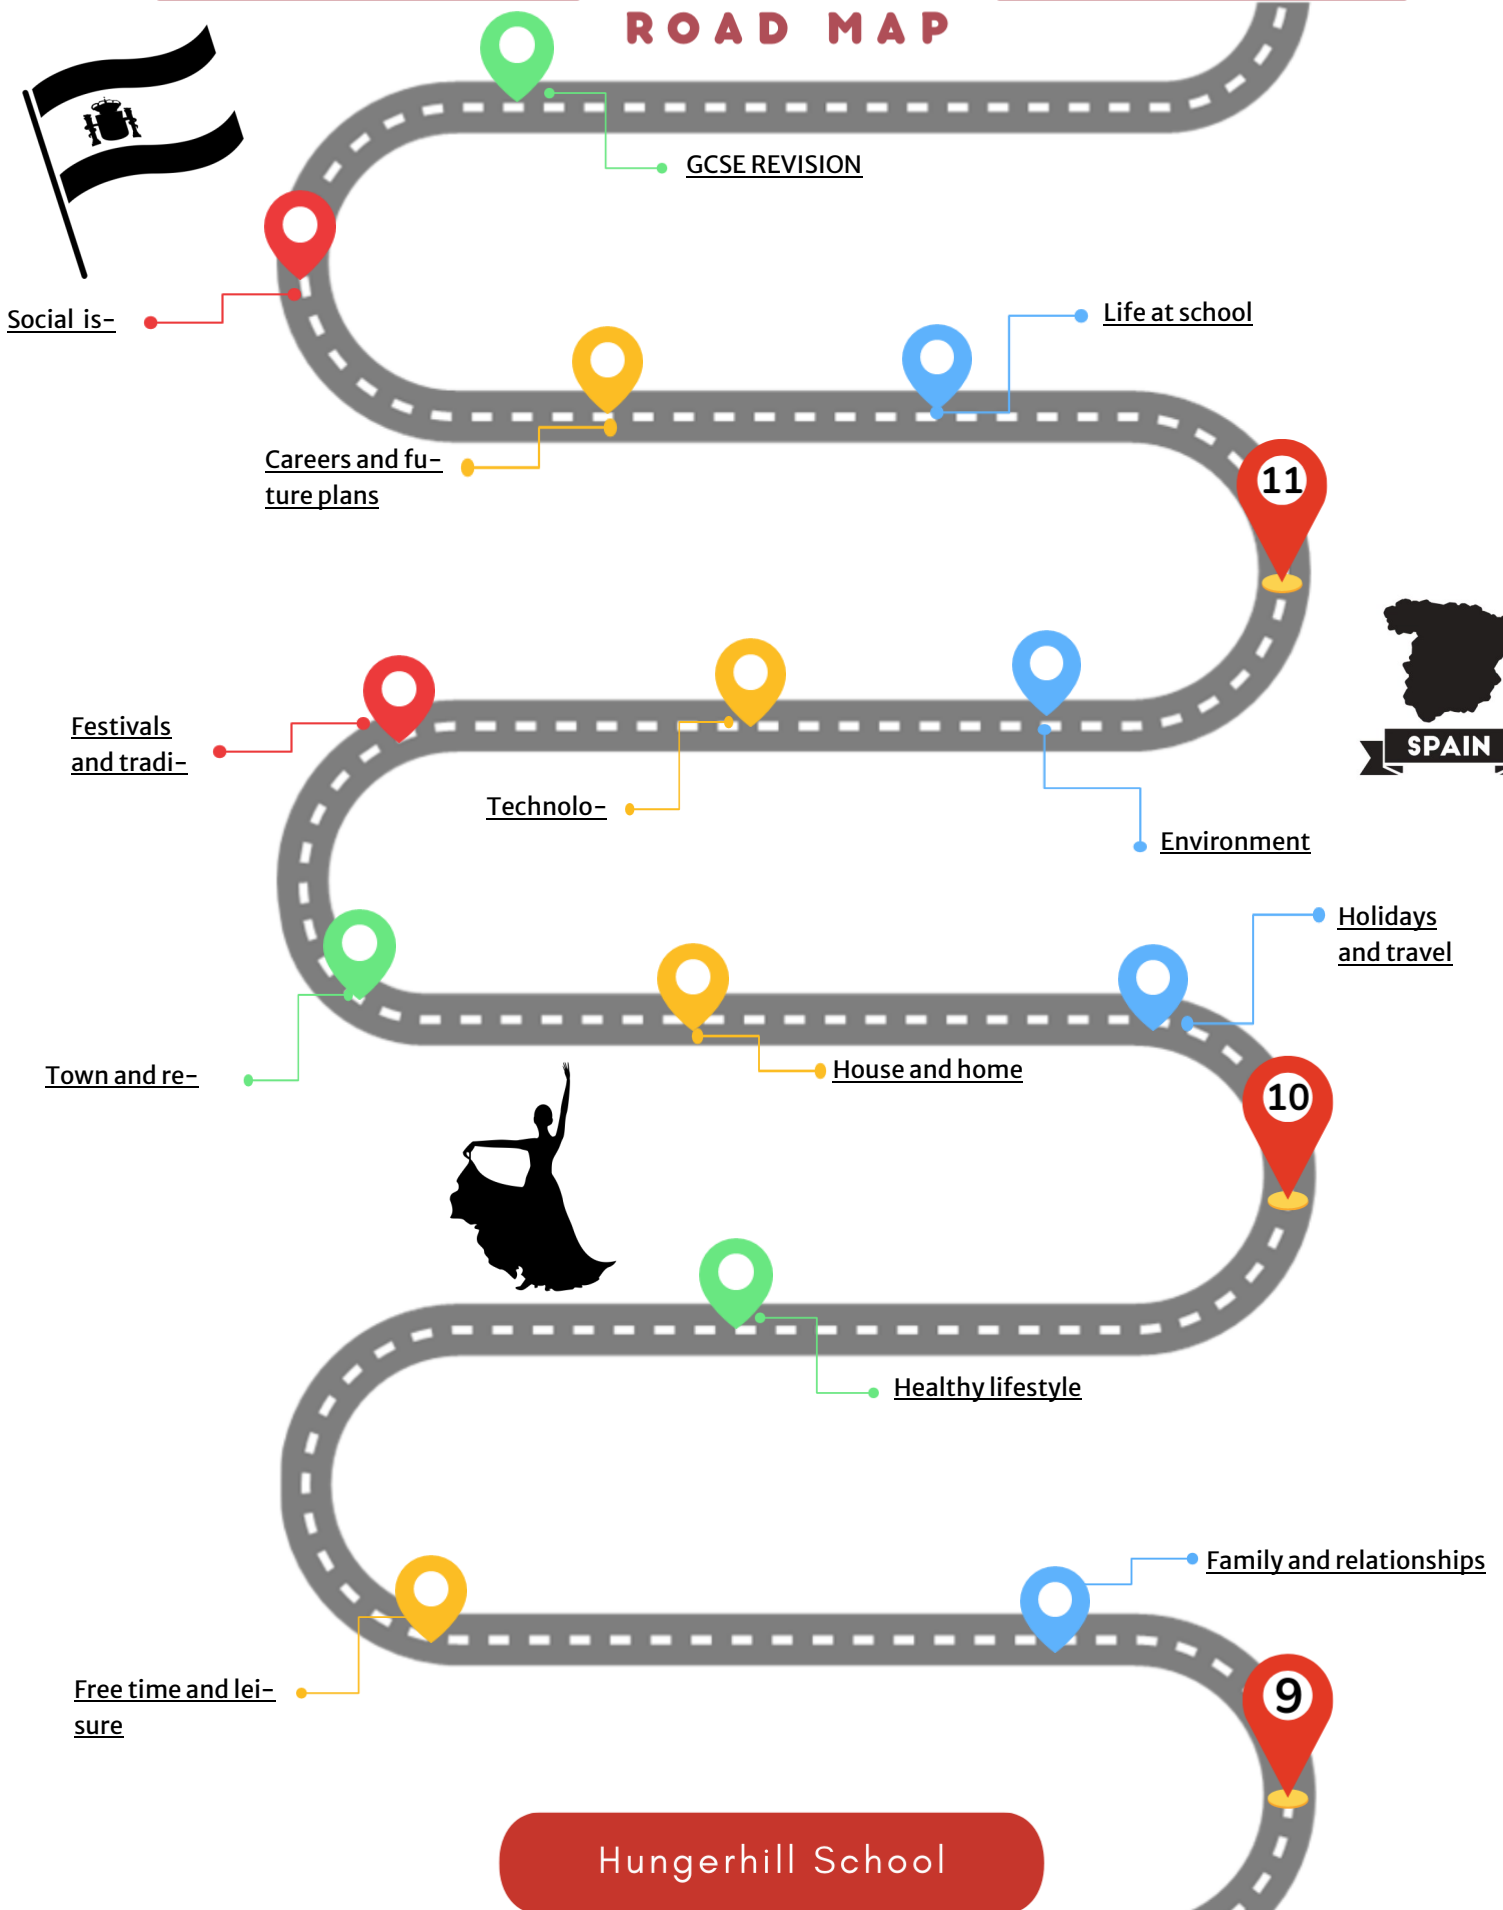 ROAD MAP
GCSE REVISION
Social is-
Life at school
Careers and fu-
ture plans
11
Festivals
and tradi-
Technolo-
SPAIN
Environment
Holidays
and travel
Town and re-
House and home
10
Healthy lifestyle
Family and relationships
Free time and lei-
sure
9
Hungerhill School